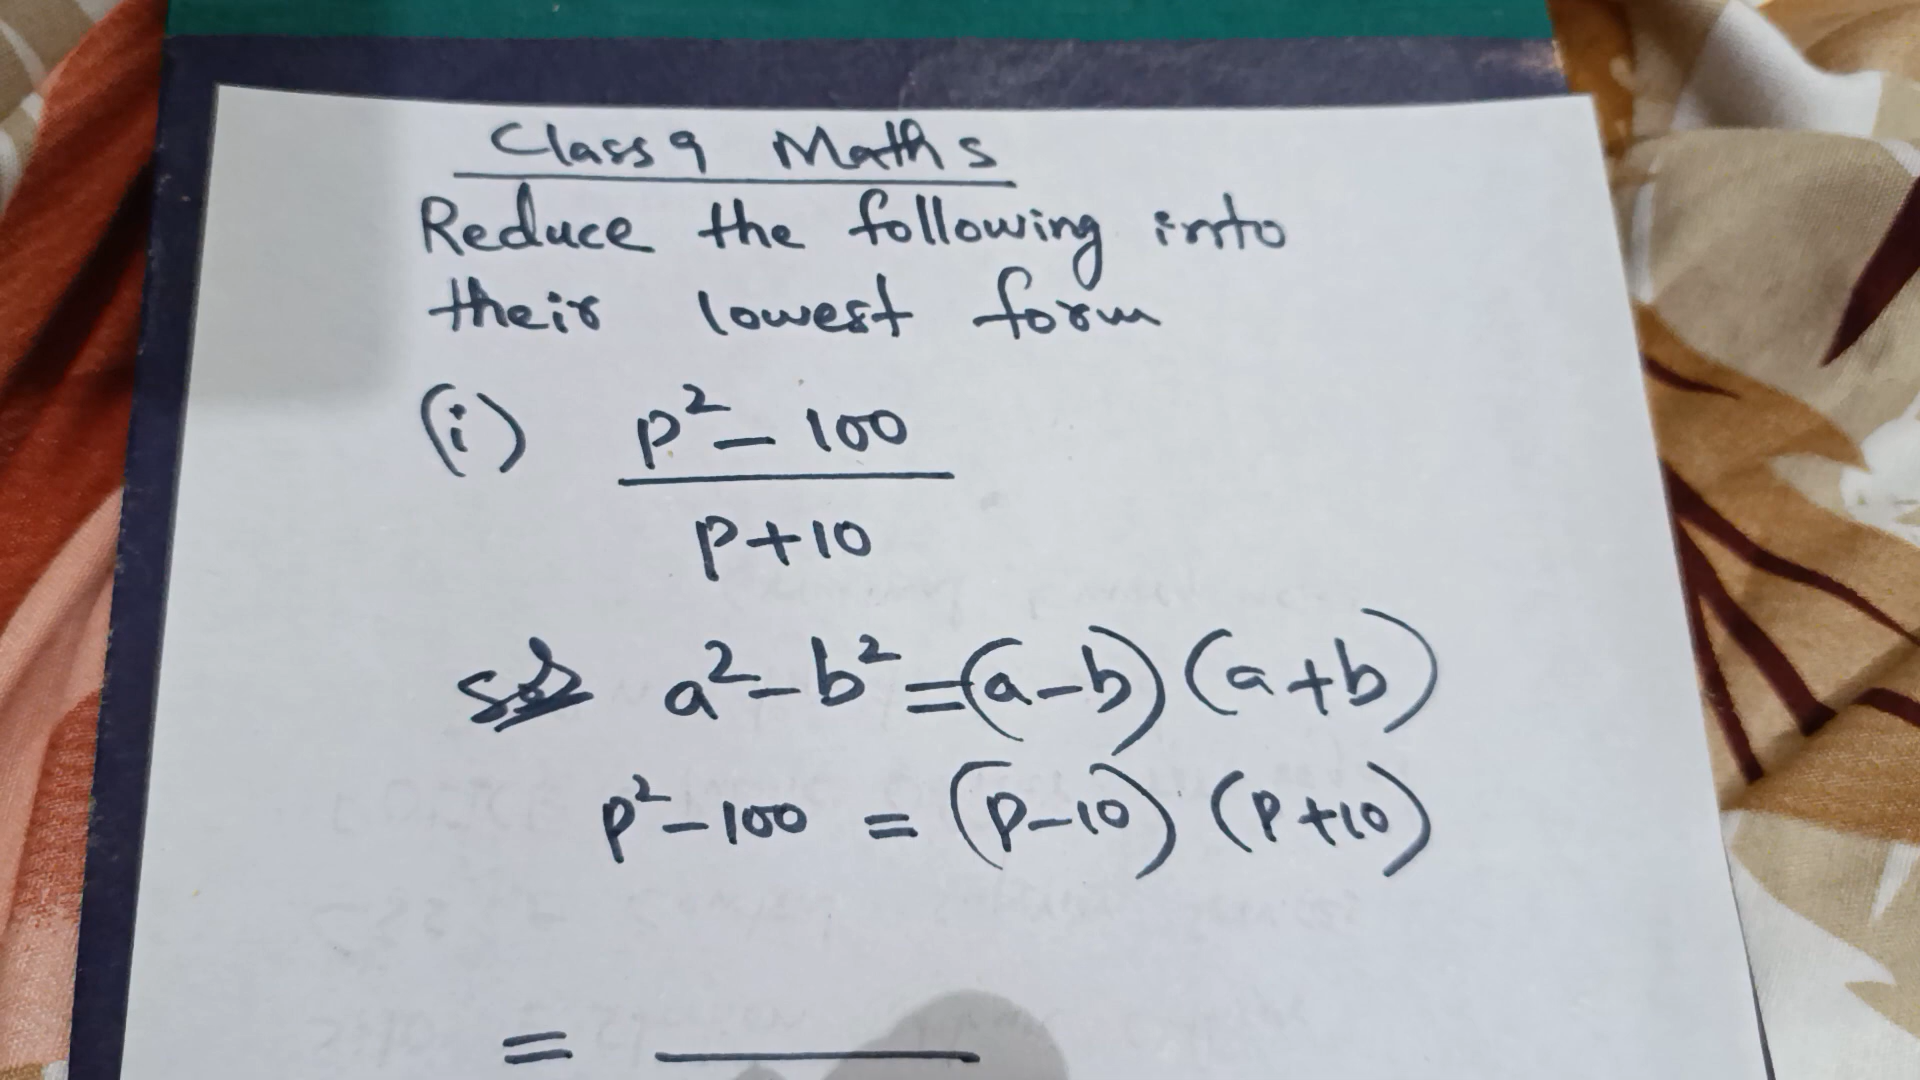 Class 9 Maths
Reduce the following into
their lowest form
(i) p² - 100
p+10
Sol a² - b² = (a-b) (a+b)
p² - 100 = (p-10) (p+10)
=